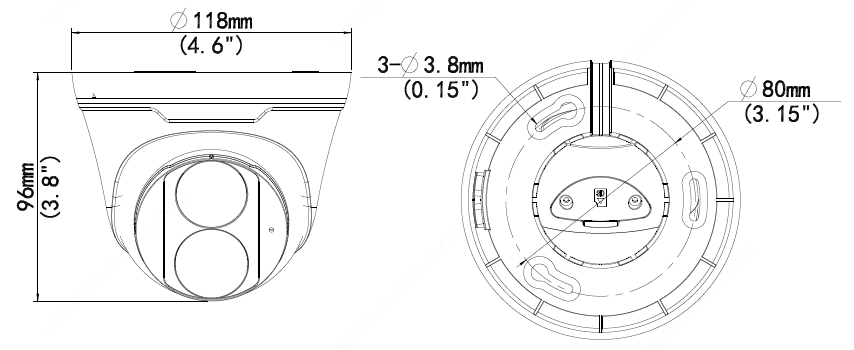 ⌀ 118mm
(4.6")
96mm
(3.8")
3-⌀ 3.8mm
(0.15")
⌀ 80mm
(3.15")